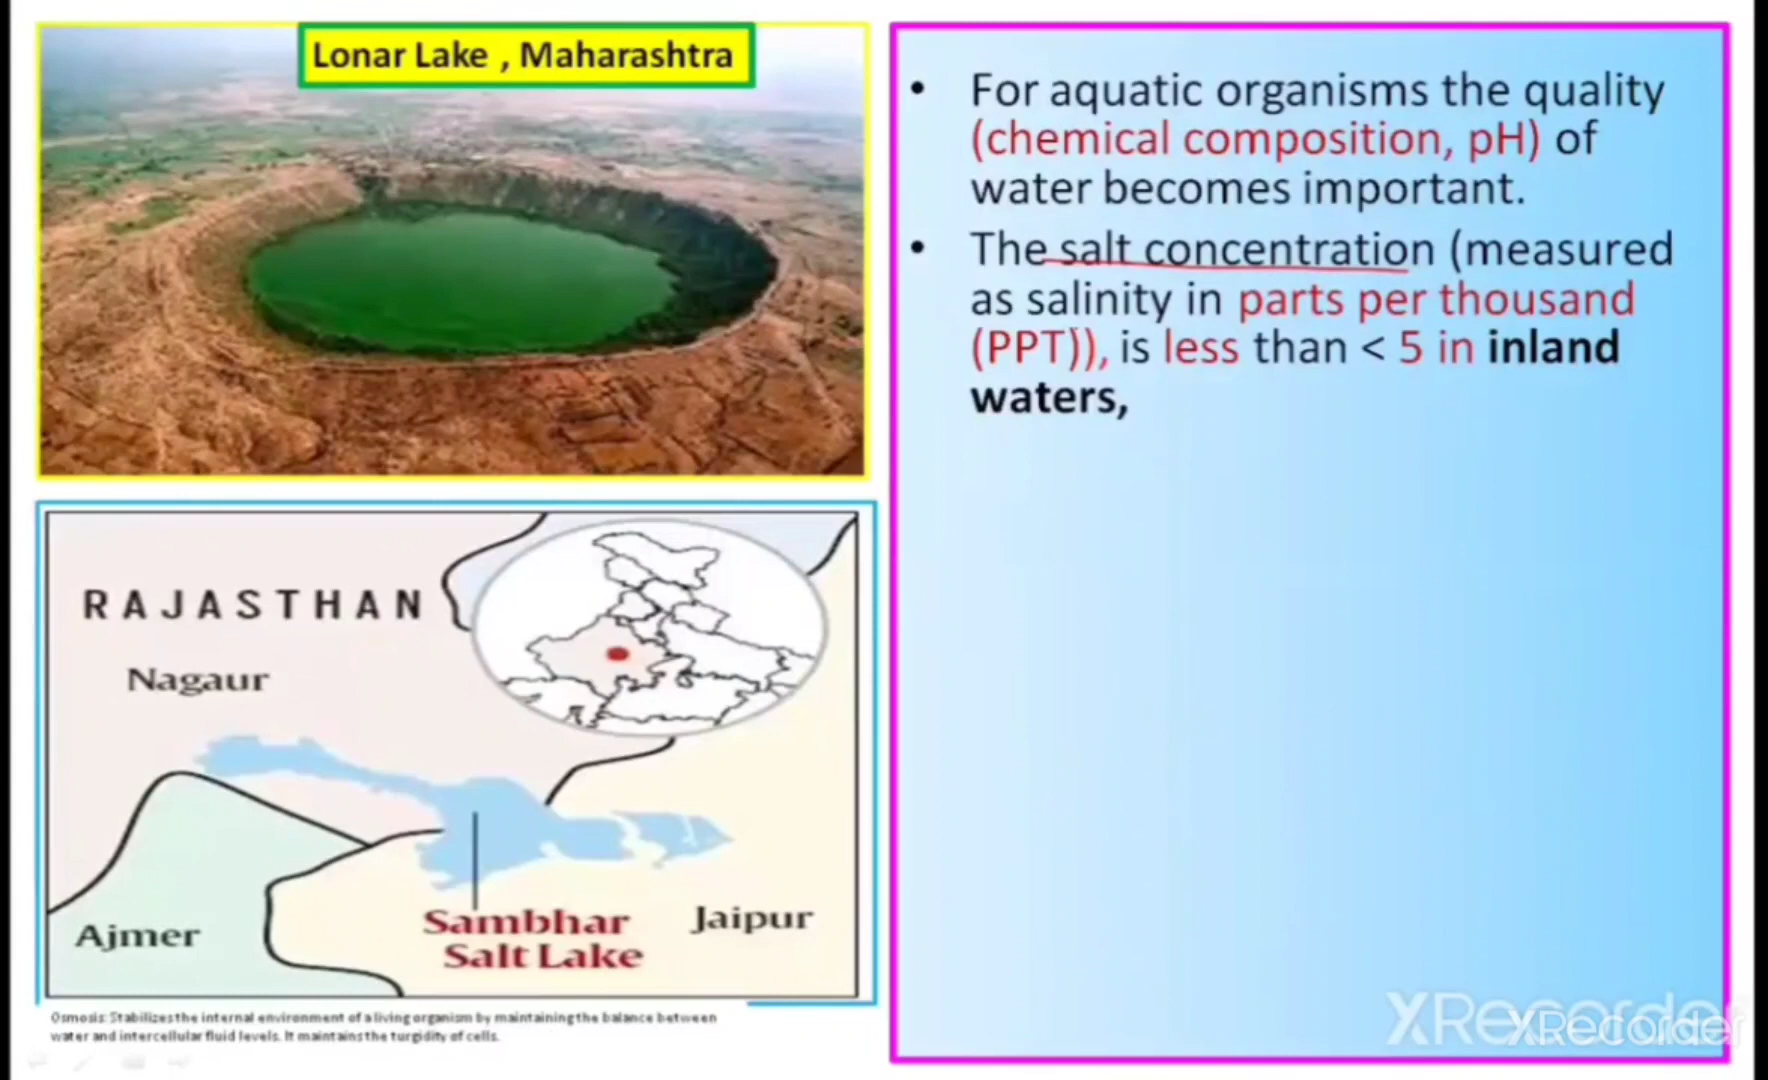 Lonar Lake , Maharashtra
• For aquatic organisms the quality
(chemical composition, pH) of
water becomes important.
• The salt concentration (measured
as salinity in parts per thousand
(PPT)), is less than < 5 in inland
waters,
RAJASTHAN
Nagaur
Ajmer
Sambhar
Salt Lake
Jaipur
Osmosis: Stabilizes the internal environment of a living organism by maintaining the balance between
water and intercellular fluid levels. It maintains the turgidity of cells.
XRecorder
XRecorder